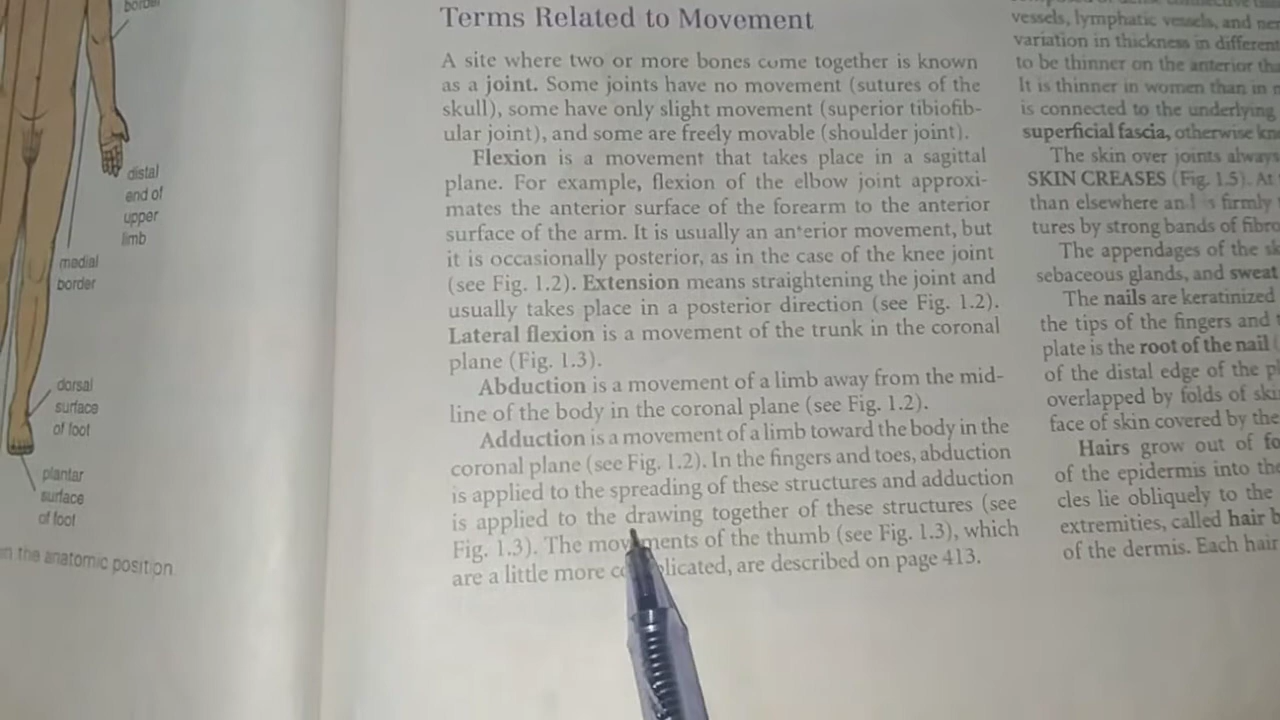 border
distal
end of
upper
limb
medial
border
dorsal
surface
of foot
plantar
surface
of foot
in the anatomic position.
Terms Related to Movement
A site where two or more bones come together is known
as a joint. Some joints have no movement (sutures of the
skull), some have only slight movement (superior tibiofib-
ular joint), and some are freely movable (shoulder joint).
Flexion is a movement that takes place in a sagittal
plane. For example, flexion of the elbow joint approxi-
mates the anterior surface of the forearm to the anterior
surface of the arm. It is usually an anterior movement, but
it is occasionally posterior, as in the case of the knee joint
(see Fig. 1.2). Extension means straightening the joint and
usually takes place in a posterior direction (see Fig. 1.2).
Lateral flexion is a movement of the trunk in the coronal
plane (Fig. 1.3).
Abduction is a movement of a limb away from the mid-
line of the body in the coronal plane (see Fig. 1.2).
Adduction is a movement of a limb toward the body in the
coronal plane (see Fig. 1.2). In the fingers and toes, abduction
is applied to the spreading of these structures and adduction
is applied to the drawing together of these structures (see
Fig. 1.3). The movements of the thumb (see Fig. 1.3), which
are a little more complicated, are described on page 413.
vessels, lymphatic vessels, and
variation in thickness in different
to be thinner on the anterior
It is thinner in women than in
is connected to the underlying
superficial fascia, otherwise
The skin over joints always
SKIN CREASES (Fig. 1.5). At
than elsewhere and is firmly
tures by strong bands of
The appendages of the
sebaceous glands, and sweat
The nails are keratinized
the tips of the fingers and
plate is the root of the nail
of the distal edge of the
overlapped by folds of
face of skin covered by the
Hairs grow out of
of the epidermis into
cles lie obliquely to the
extremities, called hair
of the dermis. Each hair